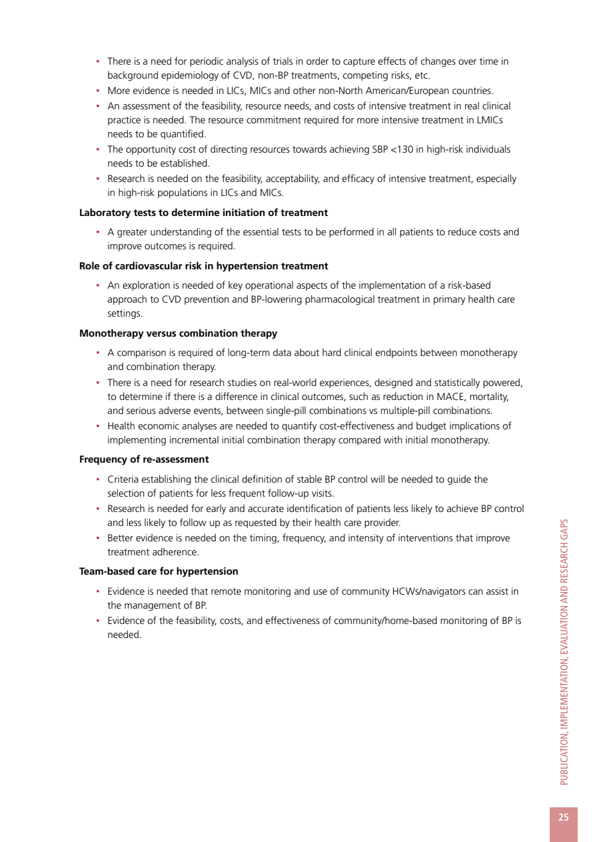 • There is a need for periodic analysis of trials in order to capture effects of changes over time in
background epidemiology of CVD, non-BP treatments, competing risks, etc.
• More evidence is needed in LICs, MICs and other non-North American/European countries.
• An assessment of the feasibility, resource needs, and costs of intensive treatment in real clinical
practice is needed. The resource commitment required for more intensive treatment in LMICs
needs to be quantified.
• The opportunity cost of directing resources towards achieving SBP <130 in high-risk individuals
needs to be established.
• Research is needed on the feasibility, acceptability, and efficacy of intensive treatment, especially
in high-risk populations in LICs and MICs.
Laboratory tests to determine initiation of treatment
• A greater understanding of the essential tests to be performed in all patients to reduce costs and
improve outcomes is required.
Role of cardiovascular risk in hypertension treatment
• An exploration is needed of key operational aspects of the implementation of a risk-based
approach to CVD prevention and BP-lowering pharmacological treatment in primary health care
settings.
Monotherapy versus combination therapy
• A comparison is required of long-term data about hard clinical endpoints between monotherapy
and combination therapy.
• There is a need for research studies on real-world experiences, designed and statistically powered,
to determine if there is a difference in clinical outcomes, such as reduction in MACE, mortality,
and serious adverse events, between single-pill combinations vs multiple-pill combinations.
• Health economic analyses are needed to quantify cost-effectiveness and budget implications of
implementing incremental initial combination therapy compared with initial monotherapy.
Frequency of re-assessment
• Criteria establishing the clinical definition of stable BP control will be needed to guide the
selection of patients for less frequent follow-up visits.
• Research is needed for early and accurate identification of patients less likely to achieve BP control
and less likely to follow up as requested by their health care provider.
• Better evidence is needed on the timing, frequency, and intensity of interventions that improve
treatment adherence.
Team-based care for hypertension
• Evidence is needed that remote monitoring and use of community HCWs/navigators can assist in
the management of BP.
• Evidence of the feasibility, costs, and effectiveness of community/home-based monitoring of BP is
needed.
PUBLICATION, IMPLEMENTATION, EVALUATION AND RESEARCH GAPS
25